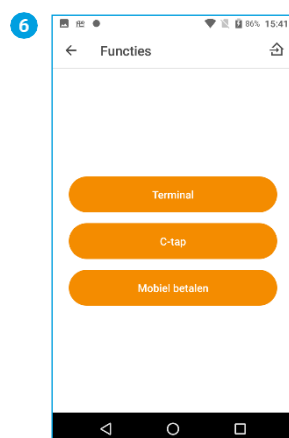 6
86% 15:41
Functies
Terminal
C-tap
Mobiel betalen